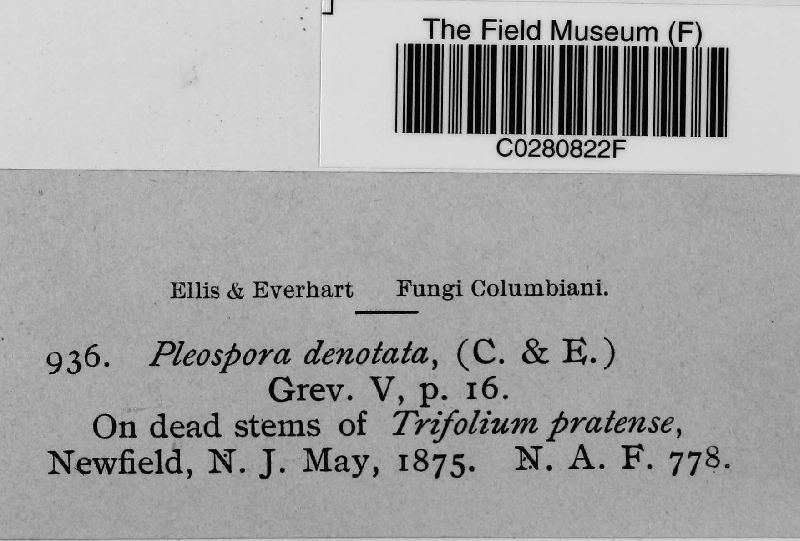 The Field Museum (F)
C0280822F
Ellis & Everhart   Fungi Columbiani.
936. Pleospora denotata, (C. & E.)
Grev. V, p. 16.
On dead stems of Trifolium pratense,
Newfield, N. J. May, 1875. N. A. F. 778.